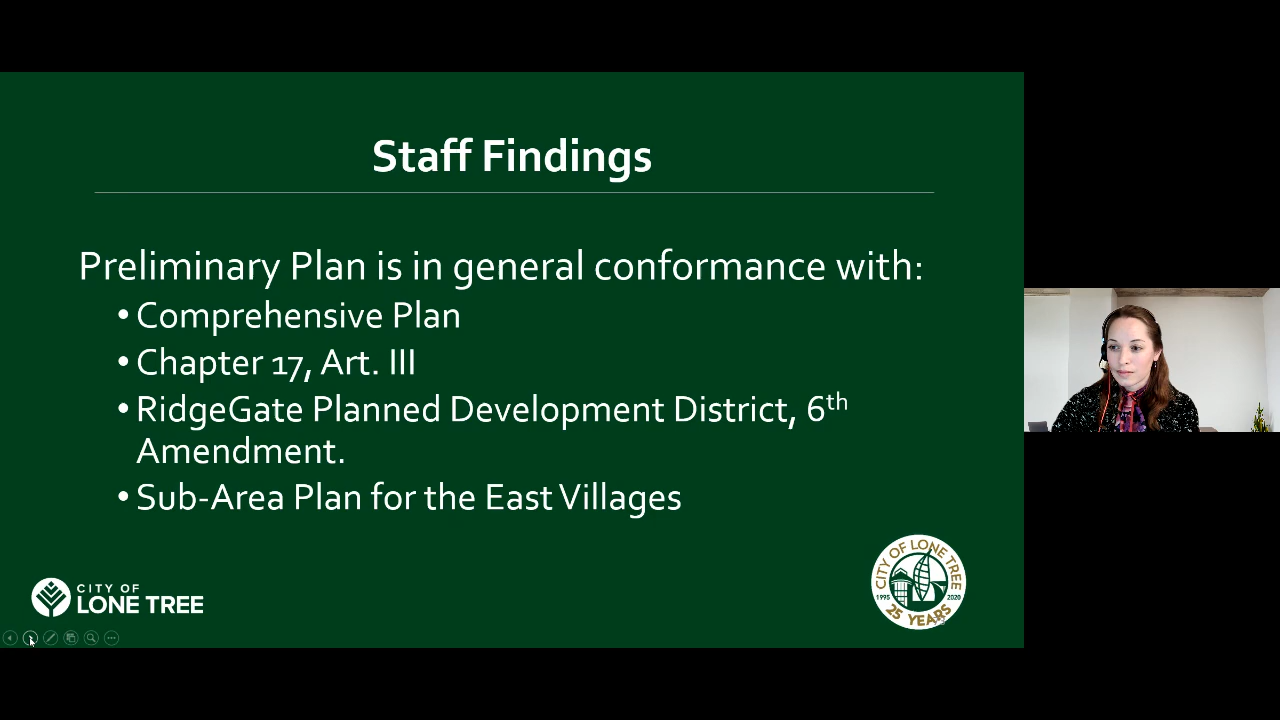 Staff Findings
Preliminary Plan is in general conformance with:
• Comprehensive Plan
• Chapter 17, Art. III
• RidgeGate Planned Development District, 6th
Amendment.
• Sub-Area Plan for the East Villages
CITY OF
LONE TREE
CITY OF LONE TREE
1995 2020
25 YEARS